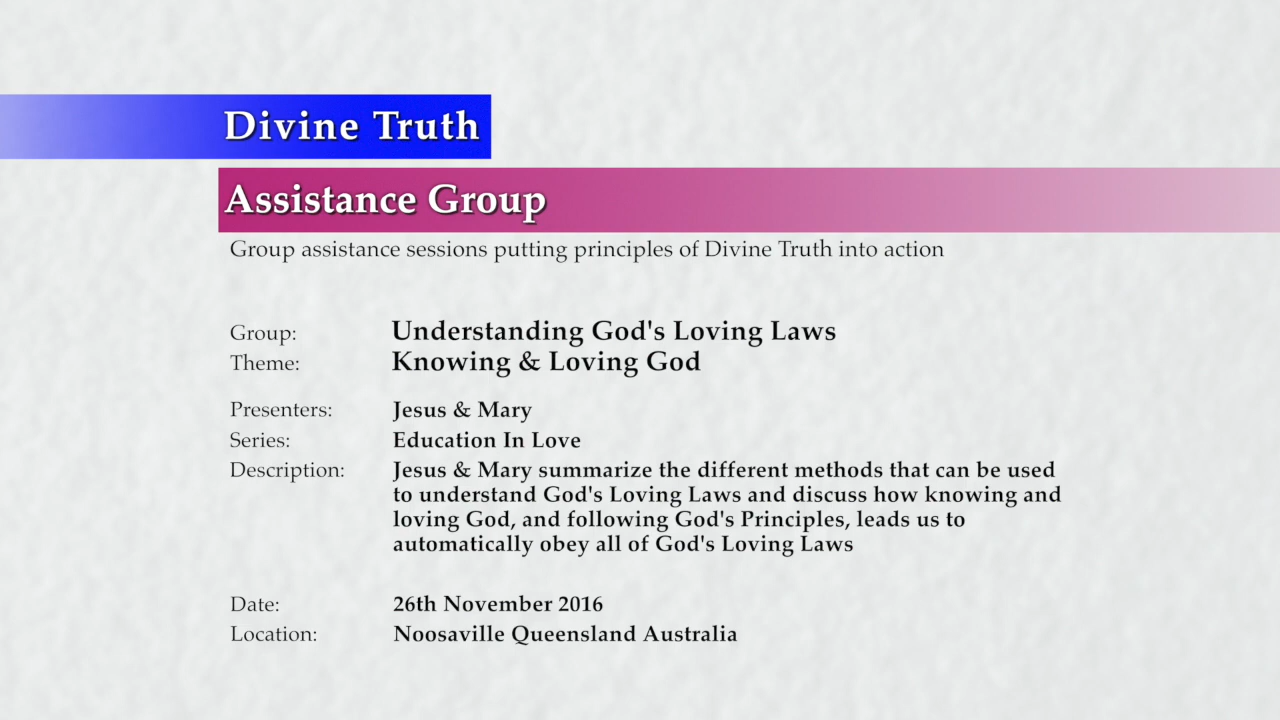 Divine Truth
Assistance Group
Group assistance sessions putting principles of Divine Truth into action
Group: Understanding God's Loving Laws
Theme: Knowing & Loving God
Presenters: Jesus & Mary
Series: Education In Love
Description: Jesus & Mary summarize the different methods that can be used
to understand God's Loving Laws and discuss how knowing and
loving God, and following God's Principles, leads us to
automatically obey all of God's Loving Laws
Date: 26th November 2016
Location: Noosaville Queensland Australia